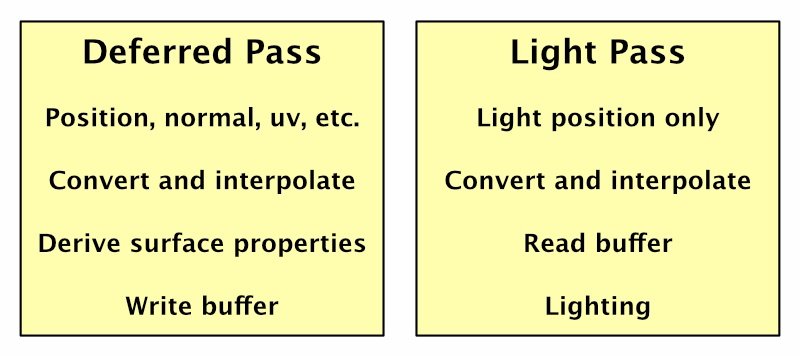 Deferred Pass
Position, normal, uv, etc.
Convert and interpolate
Derive surface properties
Write buffer
Light Pass
Light position only
Convert and interpolate
Read buffer
Lighting